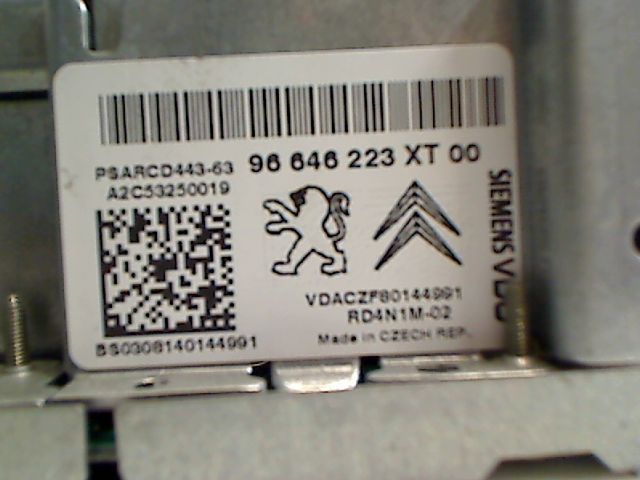 PSARCD443-63 96 646 223 XT 00
A2C53250019
SIEMENS VDO
VDACZF80144991
RD4N1M-02
Made in CZECH REP.
BS0308140144991